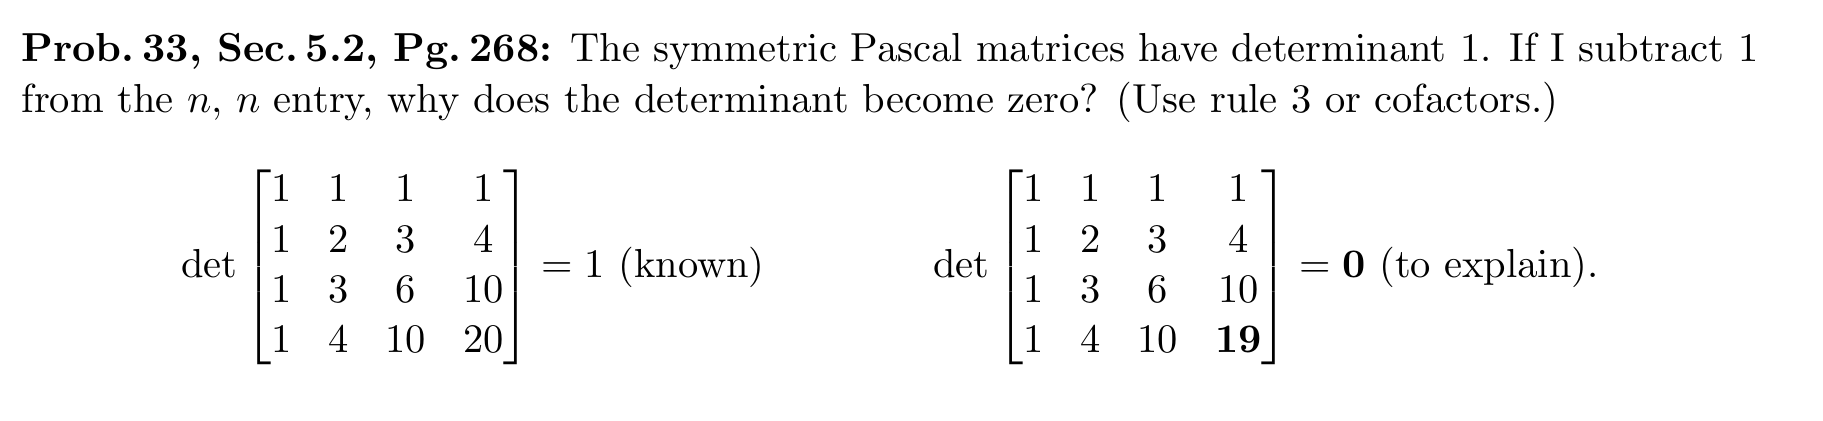 Prob. 33, Sec. 5.2, Pg. 268: The symmetric Pascal matrices have determinant 1. If I subtract 1
from the n, n entry, why does the determinant become zero? (Use rule 3 or cofactors.)
1 1 1 1 1 1 1 1
1 2 3 4 1 2 3 4
det = 1 (known) det = 0 (to explain).
1 3 6 10 1 3 6 10
1 4 10 20 1 4 10 19